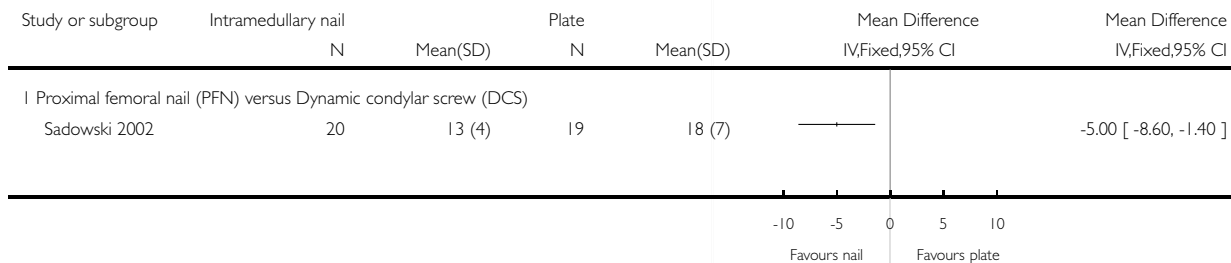 Study or subgroup Intramedullary nail Plate Mean Difference Mean Difference
N Mean(SD) N Mean(SD) IV,Fixed,95% CI IV,Fixed,95% CI
1 Proximal femoral nail (PFN) versus Dynamic condylar screw (DCS)
Sadowski 2002 20 13 (4) 19 18 (7) -5.00 [ -8.60, -1.40 ]
-10 -5 0 5 10
Favours nail Favours plate